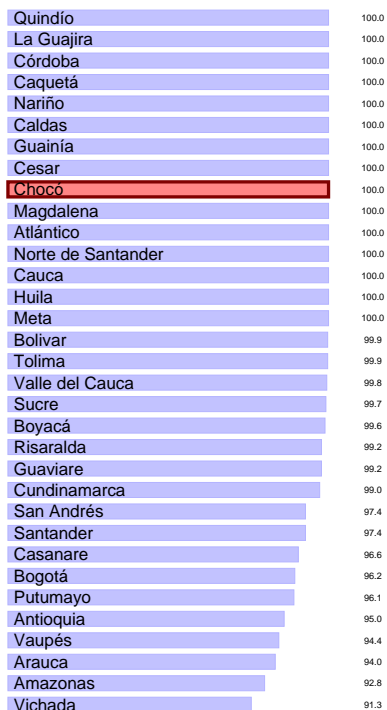 Quindío 100.0
La Guajira 100.0
Córdoba 100.0
Caquetá 100.0
Nariño 100.0
Caldas 100.0
Guainía 100.0
Cesar 100.0
Chocó 100.0
Magdalena 100.0
Atlántico 100.0
Norte de Santander 100.0
Cauca 100.0
Huila 100.0
Meta 100.0
Bolivar 99.9
Tolima 99.9
Valle del Cauca 99.8
Sucre 99.7
Boyacá 99.6
Risaralda 99.2
Guaviare 99.2
Cundinamarca 99.0
San Andrés 97.4
Santander 97.4
Casanare 96.6
Bogotá 96.2
Putumayo 96.1
Antioquia 95.0
Vaupés 94.4
Arauca 94.0
Amazonas 92.8
Vichada 91.3